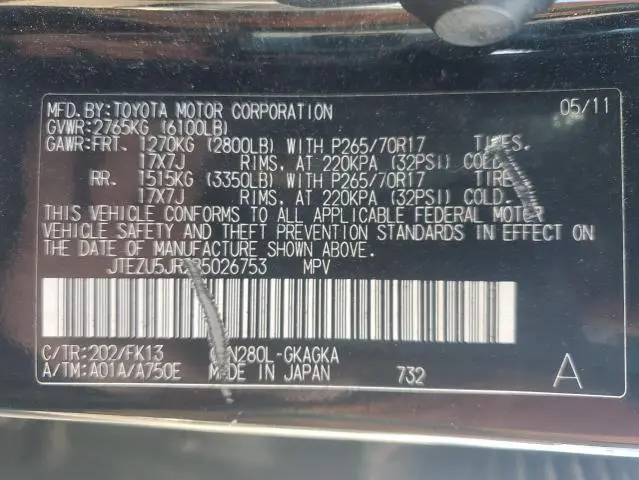 MFD.BY:TOYOTA MOTOR CORPORATION 05/11
GVWR:2765KG (6100LB)
GAWR:FRT. 1270KG (2800LB) WITH P265/70R17 TIRES,
17X7J RIMS, AT 220KPA (32PSI) COLD.
RR. 1515KG (3350LB) WITH P265/70R17 TIRES,
17X7J RIMS, AT 220KPA (32PSI) COLD.
THIS VEHICLE CONFORMS TO ALL APPLICABLE FEDERAL MOTOR
VEHICLE SAFETY AND THEFT PREVENTION STANDARDS IN EFFECT ON
THE DATE OF MANUFACTURE SHOWN ABOVE.
MPV
C/TR:202/FK13
A/TM:A01A/A750E MADE IN JAPAN 732 A